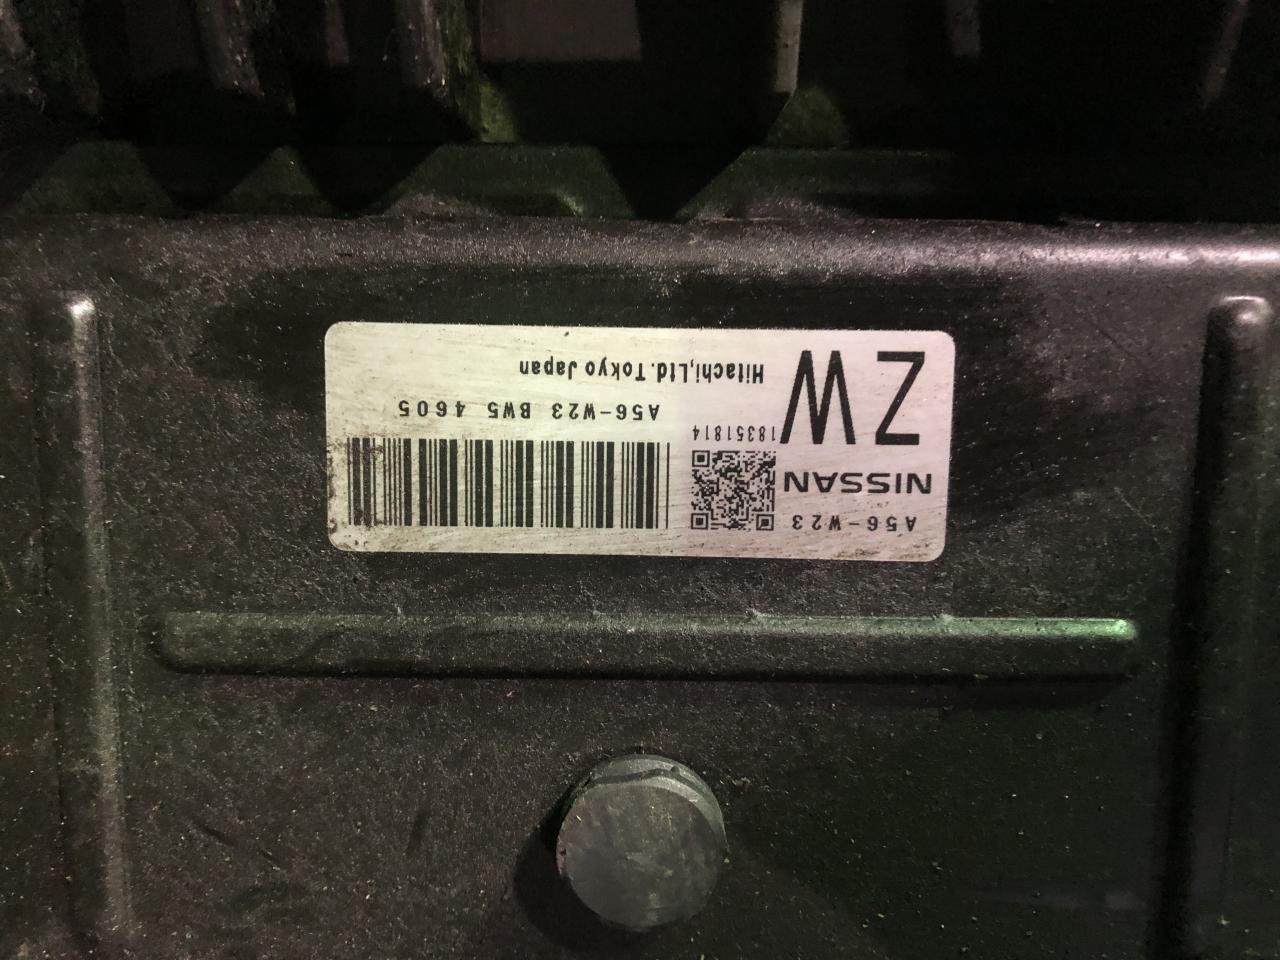 A56-W23
NISSAN
ZW
18351814
A56-W23 BW5 4605
Hitachi,Ltd. Tokyo Japan